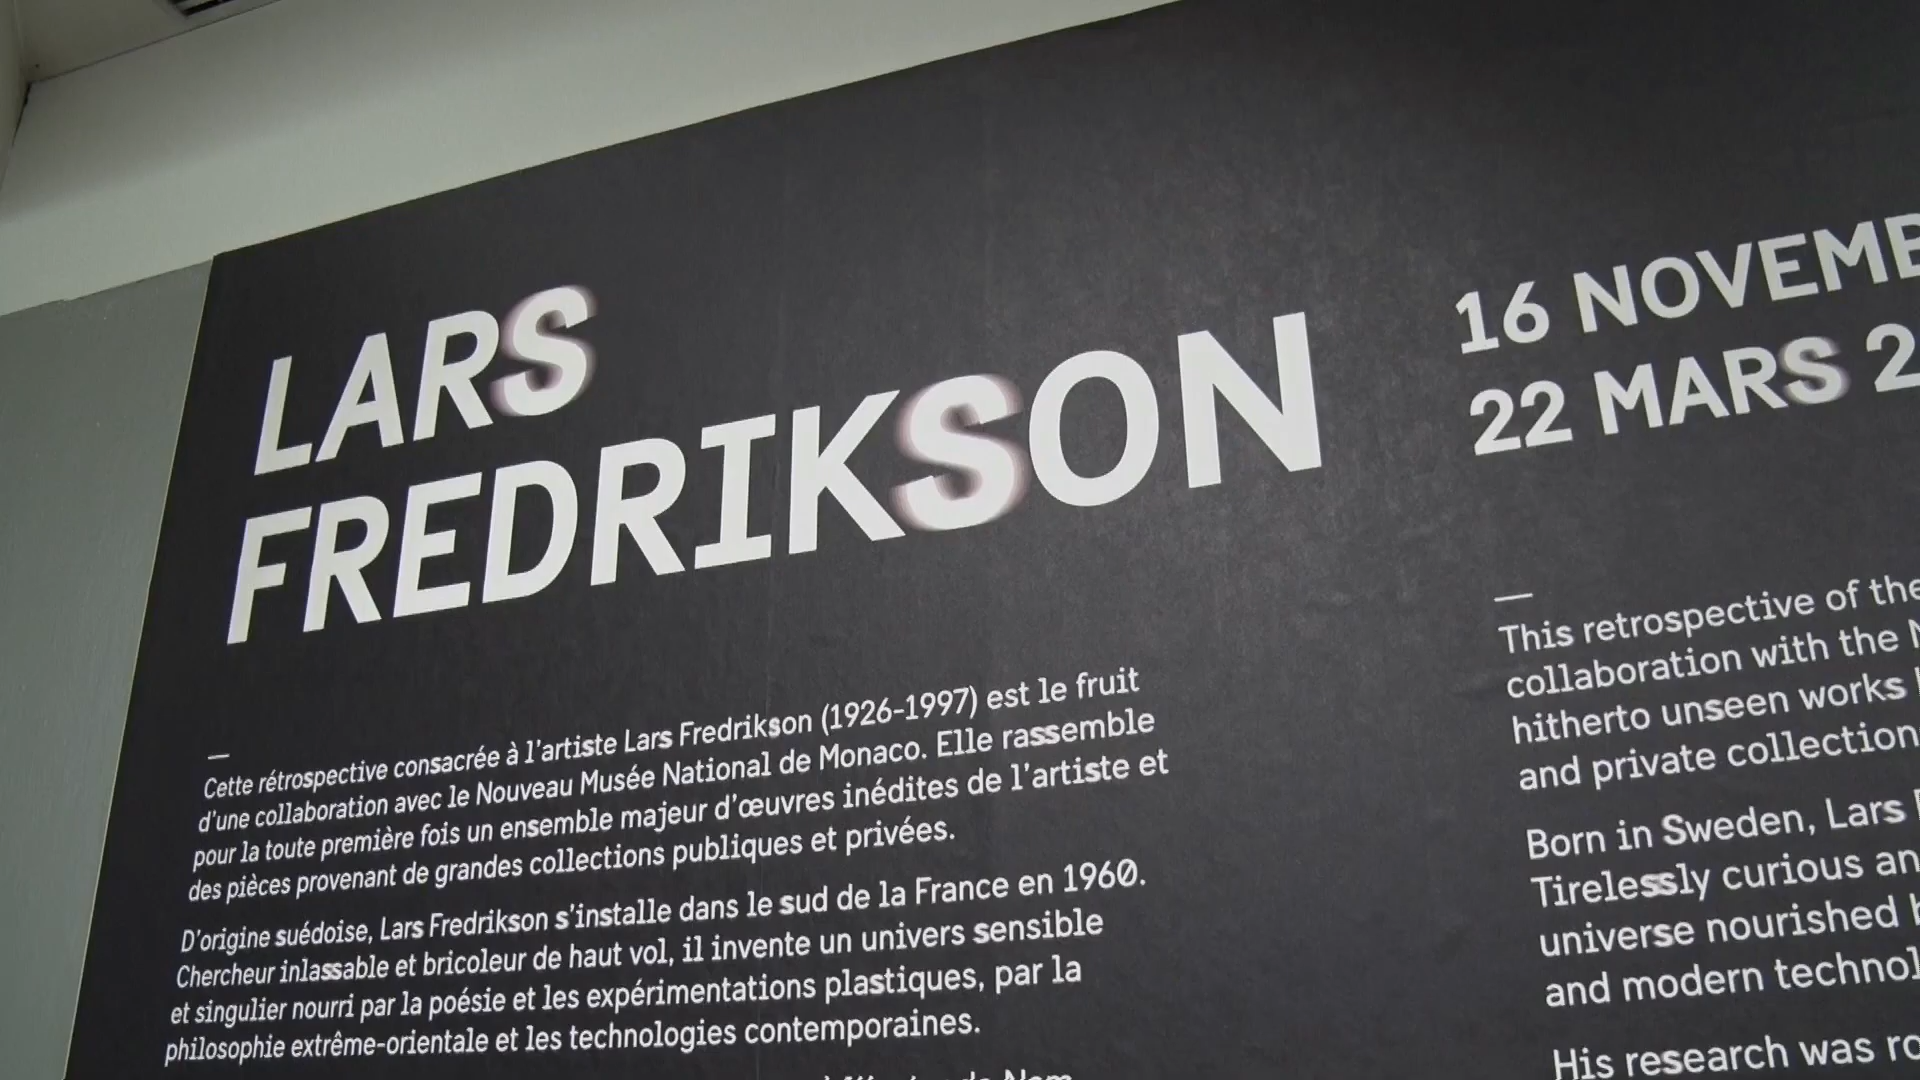 LARS
FREDRIKSON
Cette rétrospective consacrée à l'artiste Lars Fredrikson (1926-1997) est le fruit
d'une collaboration avec le Nouveau Musée National de Monaco. Elle rassemble
pour la toute première fois un ensemble majeur d'œuvres inédites de l'artiste et
des pièces provenant de grandes collections publiques et privées.
D'origine suédoise, Lars Fredrikson s'installe dans le sud de la France en 1960.
Chercheur inlassable et bricoleur de haut vol, il invente un univers sensible
et singulier nourri par la poésie et les expérimentations plastiques, par la
philosophie extrême-orientale et les technologies contemporaines.
16 NOVEMB
22 MARS 2
This retrospective of the
collaboration with the N
hitherto unseen works
and private collection
Born in Sweden, Lars
Tirelessly curious an
universe nourished
and modern technol
His research was ro